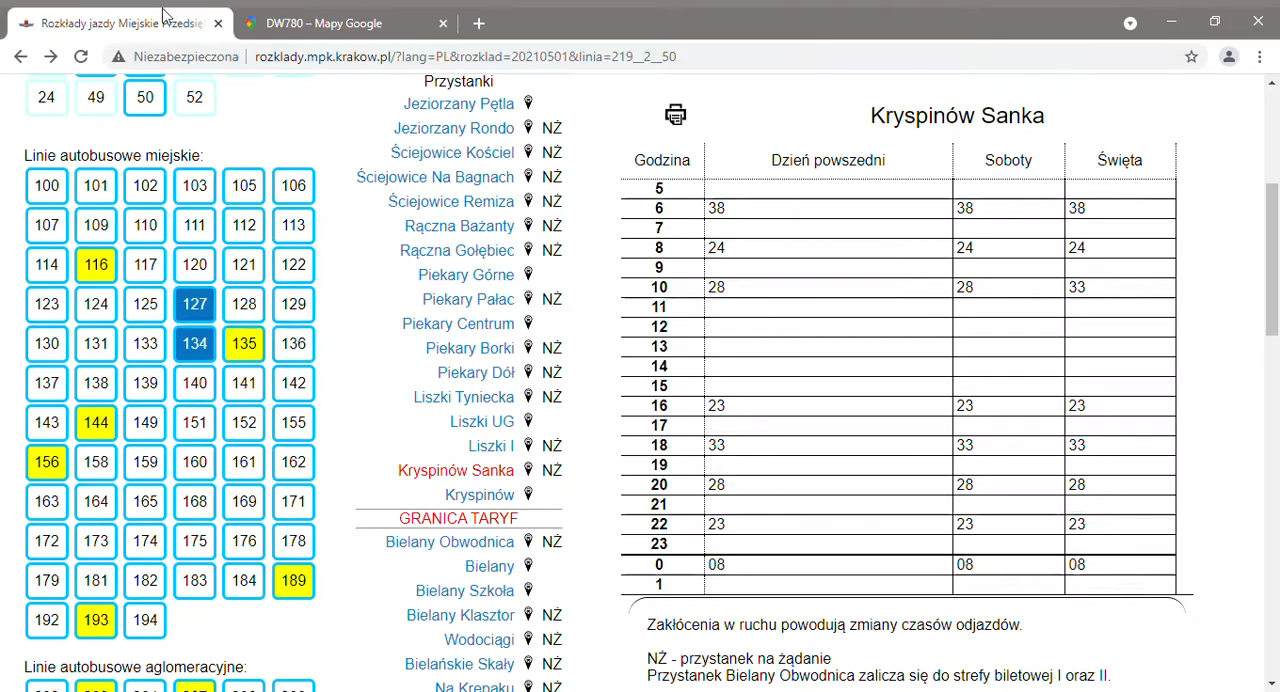 Rozkłady jazdy Miejskie Przedsię
DW780 – Mapy Google
Niezabezpieczona
rozklady.mpk.krakow.pl/?lang=PL&rozklad=20210501&linia=219__2__50
24 49 50 52
Linie autobusowe miejskie:
100 101 102 103 105 106
107 109 110 111 112 113
114 116 117 120 121 122
123 124 125 127 128 129
130 131 133 134 135 136
137 138 139 140 141 142
143 144 149 151 152 155
156 158 159 160 161 162
163 164 165 168 169 171
172 173 174 175 176 178
179 181 182 183 184 189
192 193 194
Linie autobusowe aglomeracyjne:
Przystanki
Jeziorzany Pętla
Jeziorzany Rondo NŻ
Ściejowice Kościel NŻ
Ściejowice Na Bagnach NŻ
Ściejowice Remiza NŻ
Rączna Bażanty NŻ
Rączna Gołębiec NŻ
Piekary Górne
Piekary Pałac NŻ
Piekary Centrum
Piekary Borki NŻ
Piekary Dół NŻ
Liszki Tyniecka NŻ
Liszki UG
Liszki I NŻ
Kryspinów Sanka NŻ
Kryspinów
GRANICA TARYF
Bielany Obwodnica NŻ
Bielany
Bielany Szkoła
Bielany Klasztor NŻ
Wodociągi NŻ
Bielańskie Skały NŻ
Na Krępaku NŻ
Kryspinów Sanka
Godzina Dzień powszedni Soboty Święta
5
6 38 38 38
7
8 24 24 24
9
10 28 28 33
11
12
13
14
15
16 23 23 23
17
18 33 33 33
19
20 28 28 28
21
22 23 23 23
23
0 08 08 08
1
Zakłócenia w ruchu powodują zmiany czasów odjazdów.
NŻ - przystanek na żądanie
Przystanek Bielany Obwodnica zalicza się do strefy biletowej I oraz II.